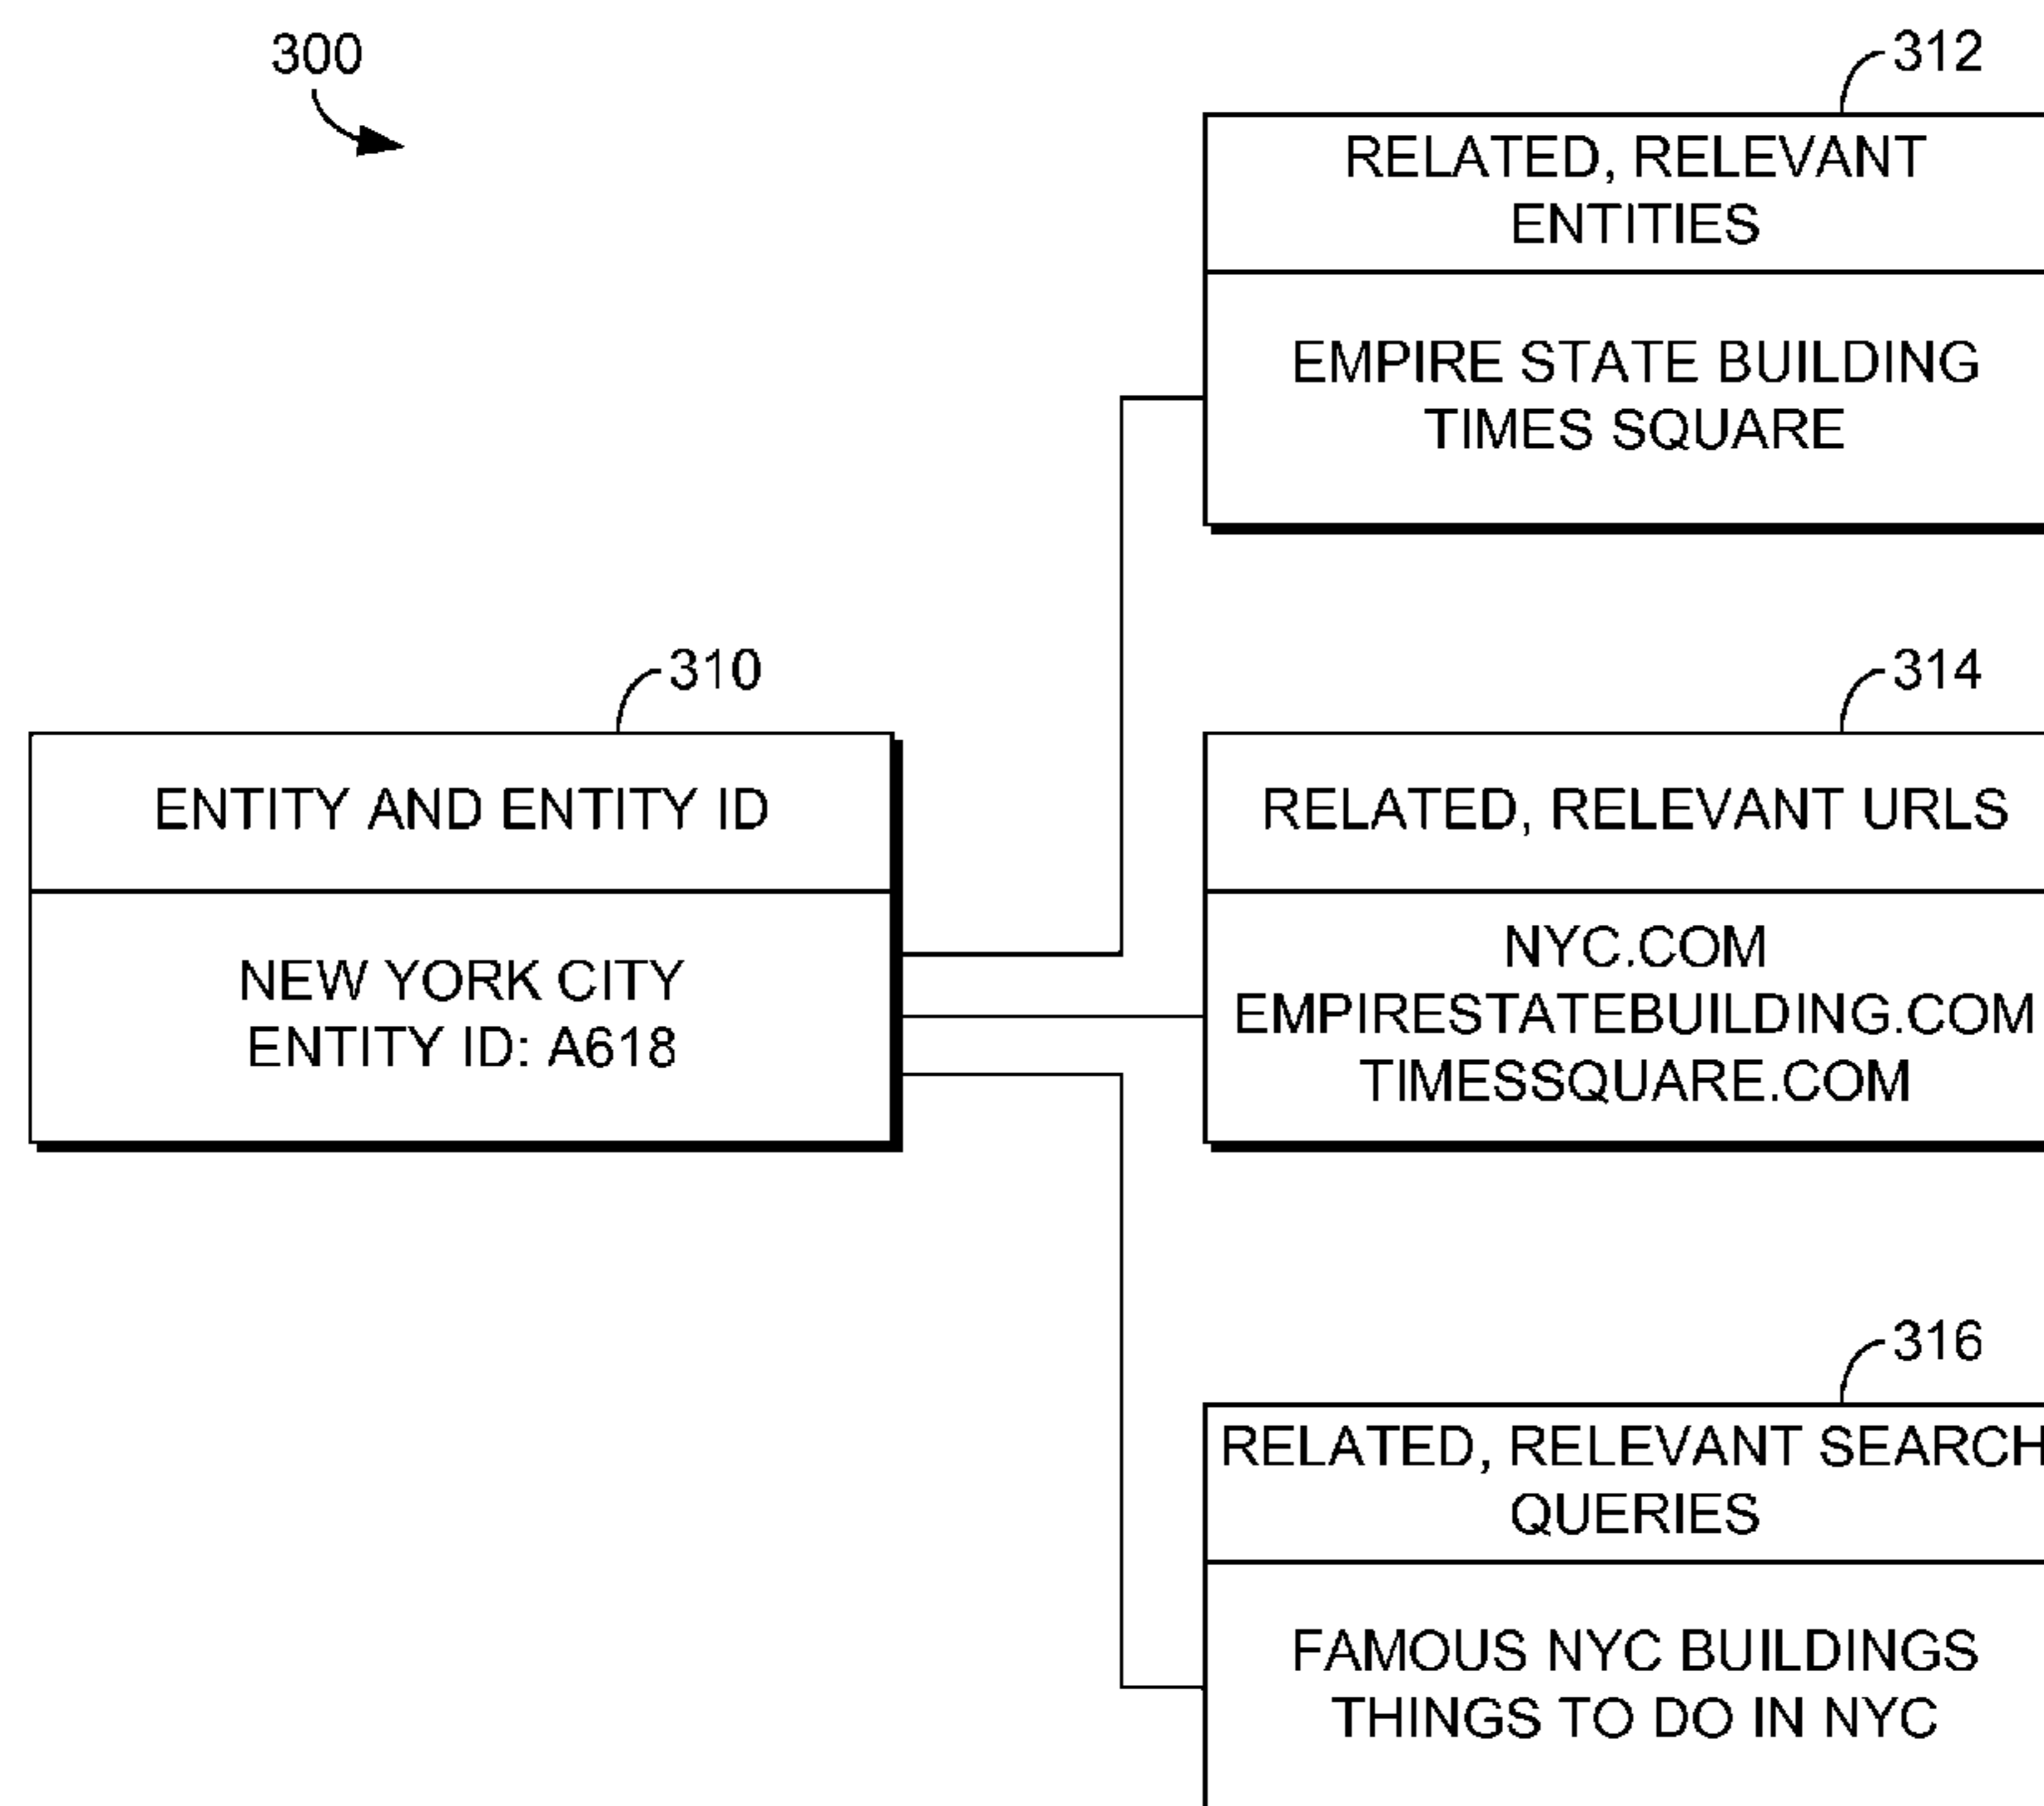 300
312
RELATED, RELEVANT
ENTITIES
EMPIRE STATE BUILDING
TIMES SQUARE
310
ENTITY AND ENTITY ID
NEW YORK CITY
ENTITY ID: A618
314
RELATED, RELEVANT URLS
NYC.COM
EMPIRESTATEBUILDING.COM
TIMESSQUARE.COM
316
RELATED, RELEVANT SEARCH
QUERIES
FAMOUS NYC BUILDINGS
THINGS TO DO IN NYC